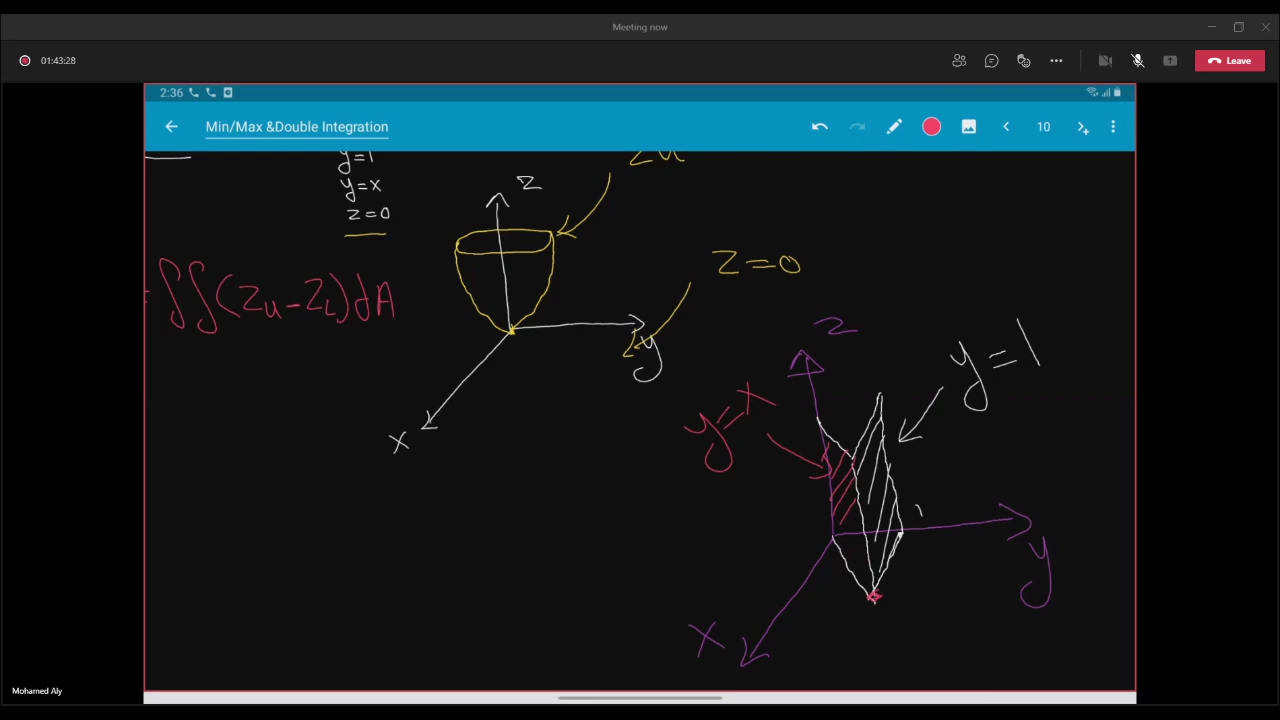 Meeting now
01:43:28
Leave
2:36
Min/Max &Double Integration
10
y=1
y=x
z=0
Zu
z
z=0
∫∫(Zu-Zl)dA
y
x
z
y=1
y=x
1
y
x
Mohamed Aly